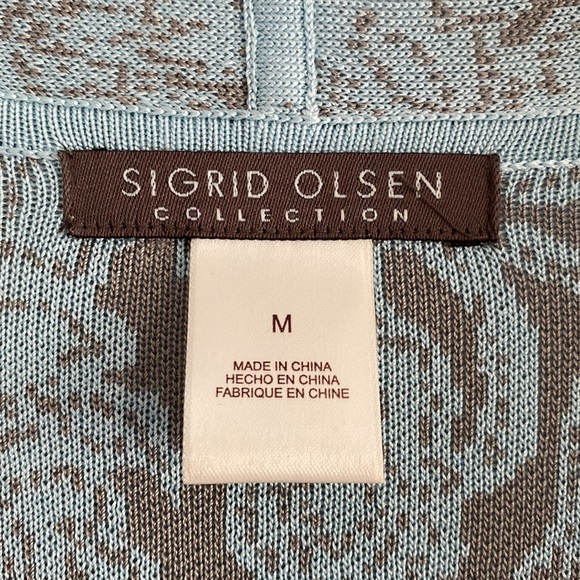 SIGRID OLSEN
COLLECTION
M
MADE IN CHINA
HECHO EN CHINA
FABRIQUE EN CHINE